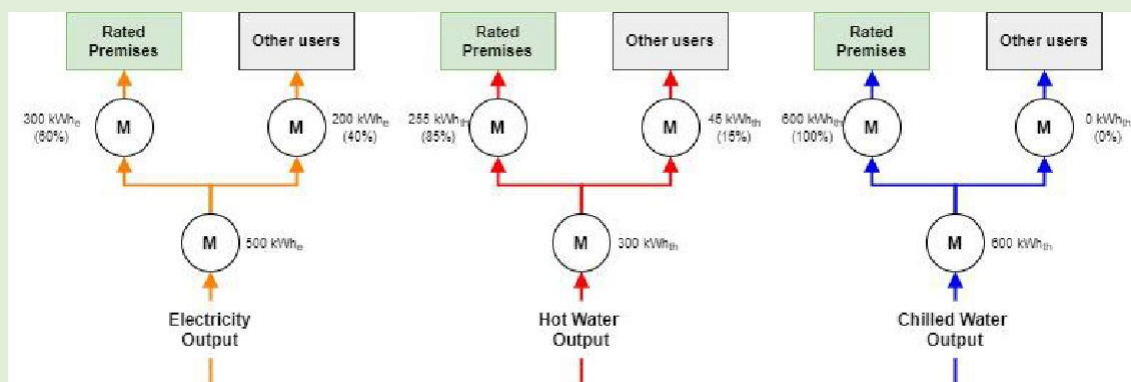 Rated
Premises
Other users
Rated
Premises
Other users
Rated
Premises
Other users
300 kWhe
(60%)
M
M
200 kWhe
(40%)
255 kWhth
(85%)
M
M
45 kWhth
(15%)
600 kWhth
(100%)
M
M
0 kWhth
(0%)
M
500 kWhe
M
300 kWhth
M
600 kWhth
Electricity
Output
Hot Water
Output
Chilled Water
Output